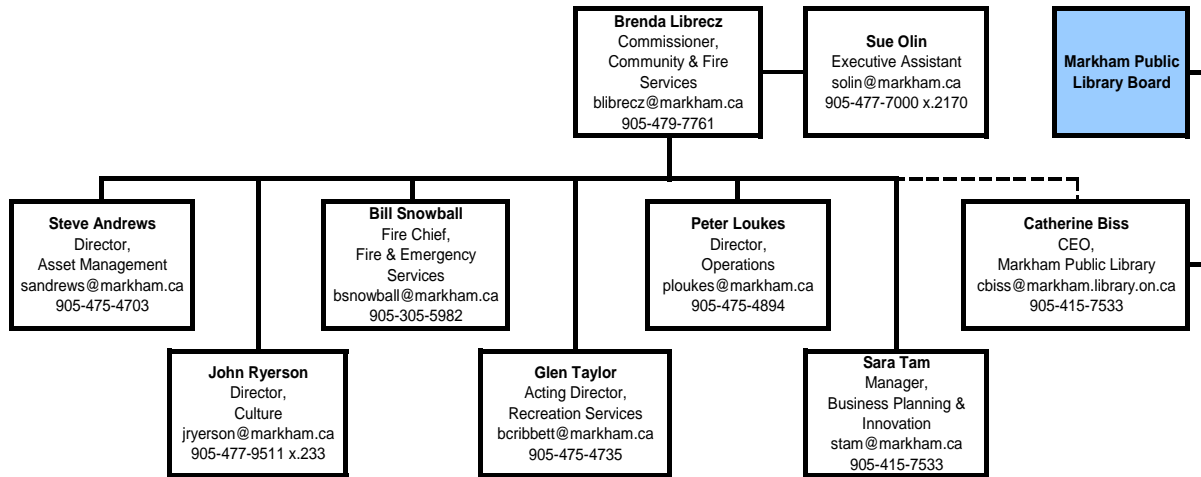 Brenda Librecz
Commissioner,
Community & Fire
Services
blibrecz@markham.ca
905-479-7761
Sue Olin
Executive Assistant
solin@markham.ca
905-477-7000 x.2170
Markham Public
Library Board
Steve Andrews
Director,
Asset Management
sandrews@markham.ca
905-475-4703
Bill Snowball
Fire Chief,
Fire & Emergency
Services
bsnowball@markham.ca
905-305-5982
Peter Loukes
Director,
Operations
ploukes@markham.ca
905-475-4894
Catherine Biss
CEO,
Markham Public Library
cbiss@markham.library.on.ca
905-415-7533
John Ryerson
Director,
Culture
jryerson@markham.ca
905-477-9511 x.233
Glen Taylor
Acting Director,
Recreation Services
bcribbett@markham.ca
905-475-4735
Sara Tam
Manager,
Business Planning &
Innovation
stam@markham.ca
905-415-7533